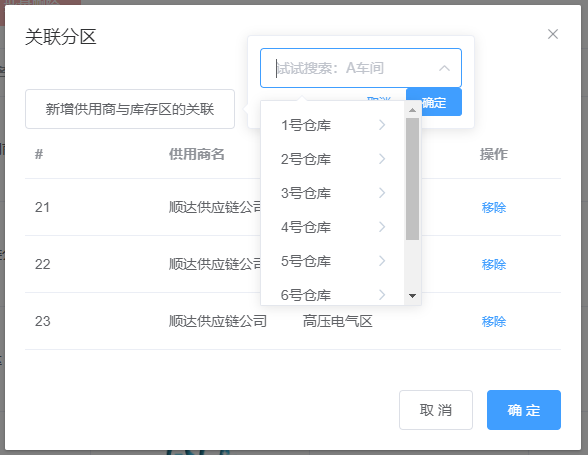 关联分区
试试搜索：A车间
取消 确定
新增供用商与库存区的关联
1号仓库
2号仓库
3号仓库
4号仓库
5号仓库
6号仓库
# 供用商名 操作
21 顺达供应链公司 移除
22 顺达供应链公司 移除
23 顺达供应链公司 高压电气区 移除
取 消 确 定